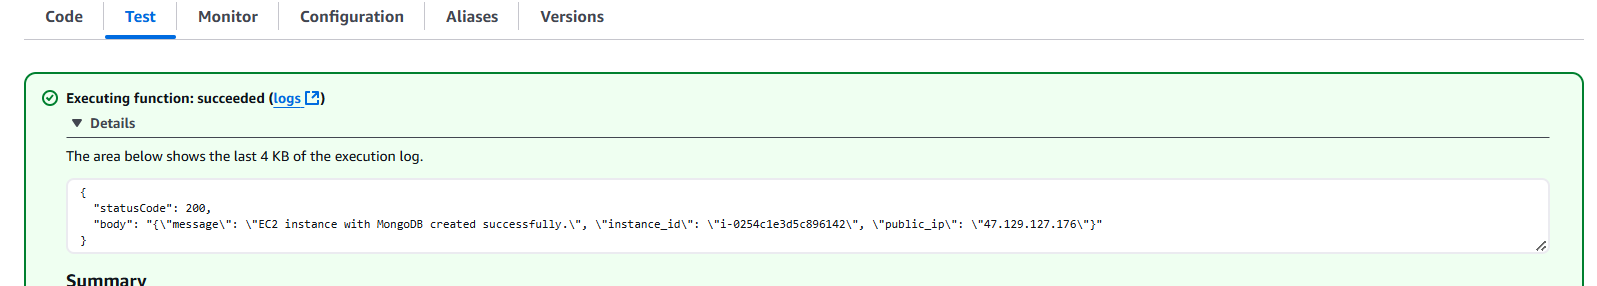 Code Test Monitor Configuration Aliases Versions
Executing function: succeeded (logs)
Details
The area below shows the last 4 KB of the execution log.
{
"statusCode": 200,
"body": "{\"message\": \"EC2 instance with MongoDB created successfully.\", \"instance_id\": \"i-0254c1e3d5c896142\", \"public_ip\": \"47.129.127.176\"}"
}
Summary